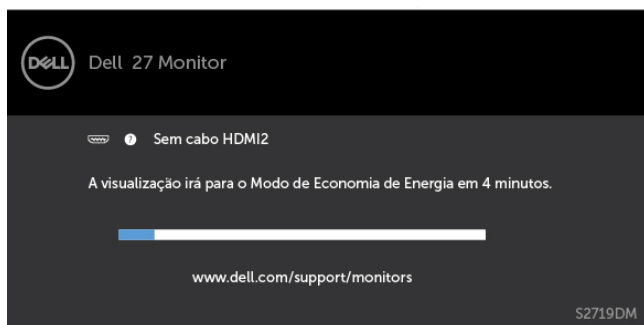 DELL
Dell 27 Monitor
? Sem cabo HDMI2
A visualização irá para o Modo de Economia de Energia em 4 minutos.
www.dell.com/support/monitors
S2719DM